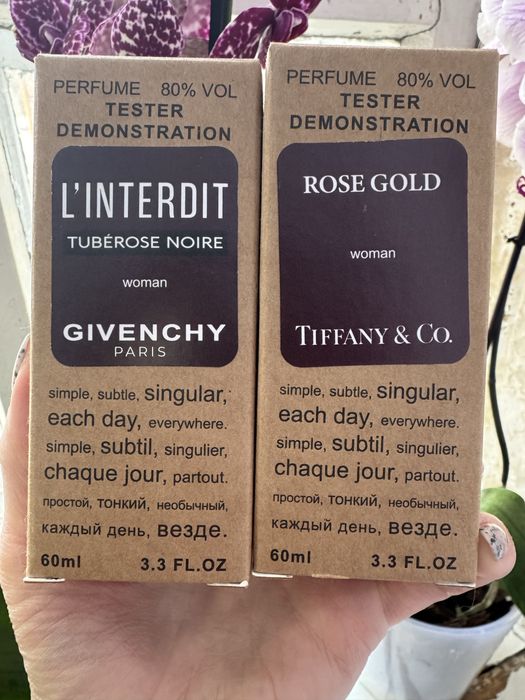 PERFUME 80% VOL
TESTER
DEMONSTRATION
L'INTERDIT
TUBÉROSE NOIRE
woman
GIVENCHY
PARIS
simple, subtle, singular,
each day, everywhere.
simple, subtil, singulier,
chaque jour, partout.
простой, тонкий, необычный,
каждый день, везде.
60ml 3.3 FL.OZ
PERFUME 80% VOL
TESTER
DEMONSTRATION
ROSE GOLD
woman
TIFFANY & CO.
simple, subtle, singular,
each day, everywhere.
simple, subtil, singulier,
chaque jour, partout.
простой, тонкий, необычный,
каждый день, везде.
60ml 3.3 FL.OZ